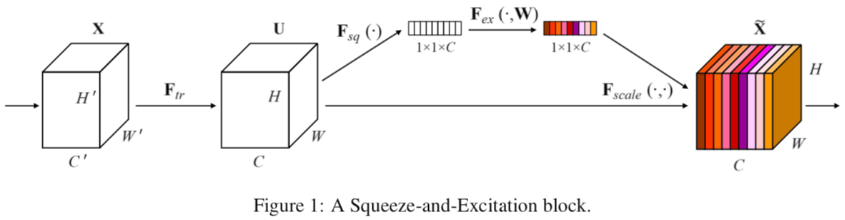 X
U
F_sq (·)
F_ex (·,W)
X̃
1×1×C
1×1×C
H'
F_tr
H
F_scale (·,·)
H
W'
W
W
C'
C
C
Figure 1: A Squeeze-and-Excitation block.